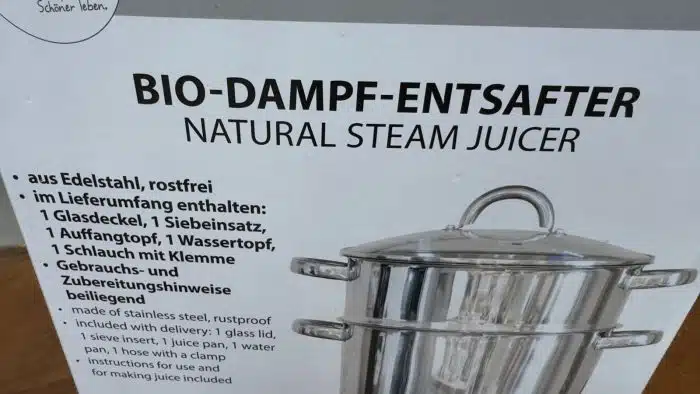 Schöner leben.
BIO-DAMPF-ENTSAFTER
NATURAL STEAM JUICER
• aus Edelstahl, rostfrei
• im Lieferumfang enthalten:
1 Glasdeckel, 1 Siebeinsatz,
1 Auffangtopf, 1 Wassertopf,
1 Schlauch mit Klemme
• Gebrauchs- und
Zubereitungshinweise
beiliegend
• made of stainless steel, rustproof
• included with delivery: 1 glass lid,
1 sieve insert, 1 juice pan, 1 water
pan, 1 hose with a clamp
• instructions for use and
for making juice included